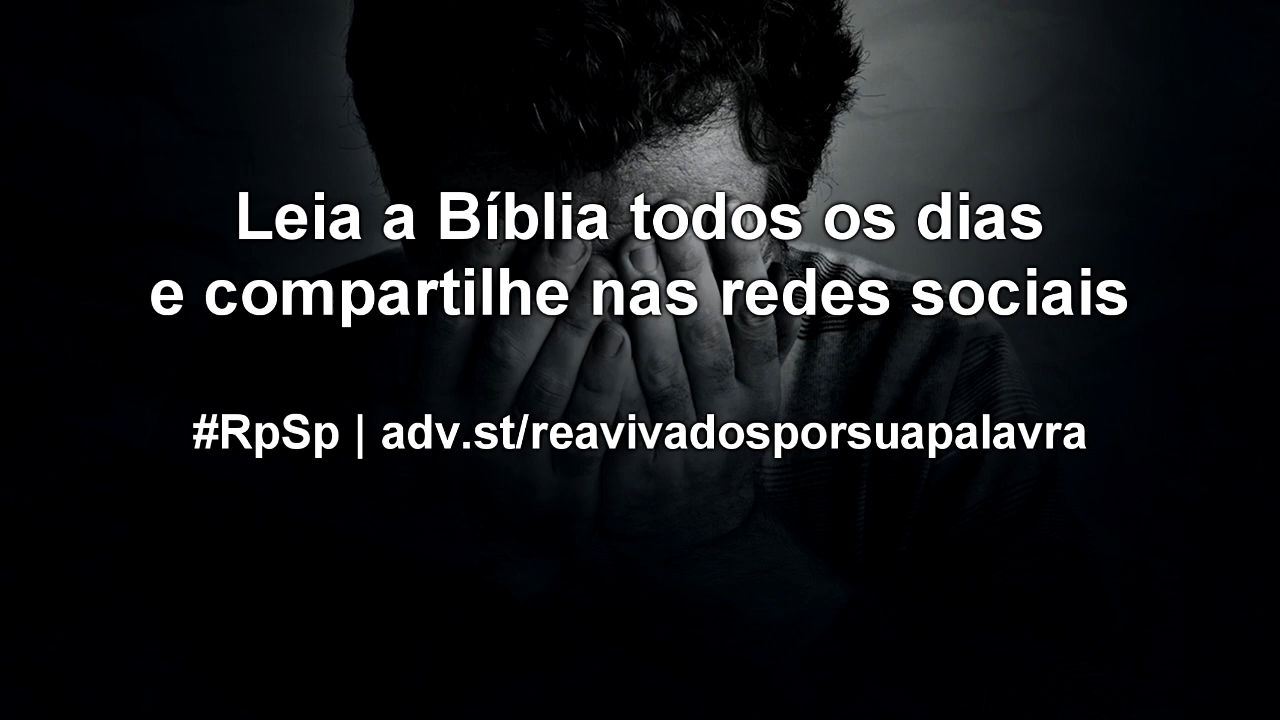 Leia a Bíblia todos os dias
e compartilhe nas redes sociais
#RpSp | adv.st/reavivadosporsuapalavra